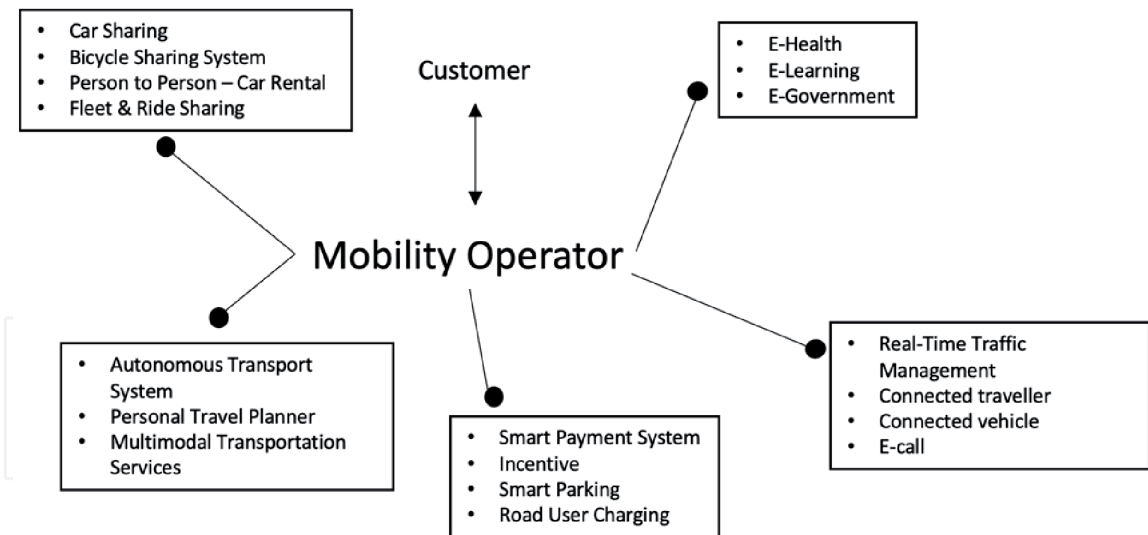 • Car Sharing
• Bicycle Sharing System
• Person to Person – Car Rental
• Fleet & Ride Sharing
Customer
• E-Health
• E-Learning
• E-Government
Mobility Operator
• Autonomous Transport
System
• Personal Travel Planner
• Multimodal Transportation
Services
• Smart Payment System
• Incentive
• Smart Parking
• Road User Charging
• Real-Time Traffic
Management
• Connected traveller
• Connected vehicle
• E-call